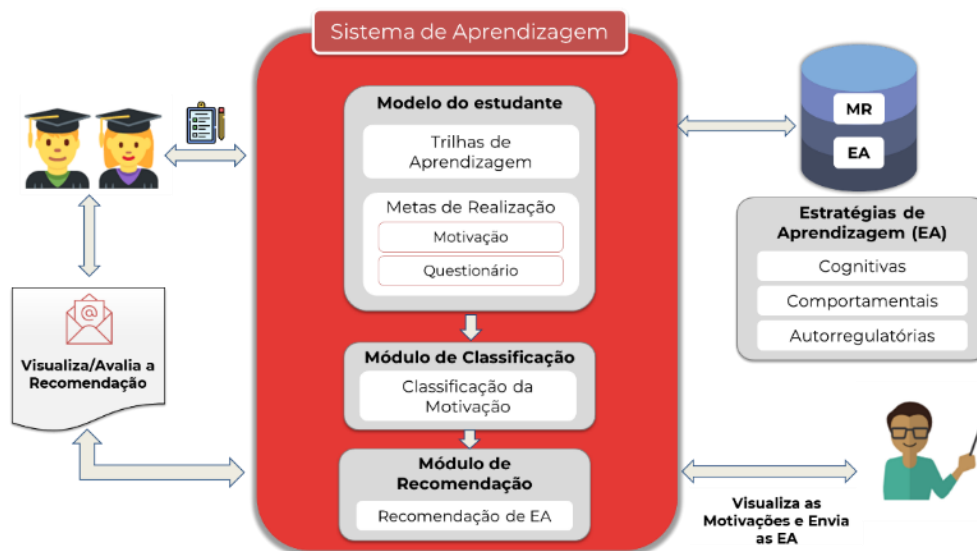 Sistema de Aprendizagem
Modelo do estudante
Trilhas de
Aprendizagem
Metas de Realização
Motivação
Questionário
Módulo de Classificação
Classificação da
Motivação
Módulo de
Recomendação
Recomendação de EA
@
Visualiza/Avalia a
Recomendação
MR
EA
Estratégias de
Aprendizagem (EA)
Cognitivas
Comportamentais
Autorregulatórias
Visualiza as
Motivações e Envia
as EA